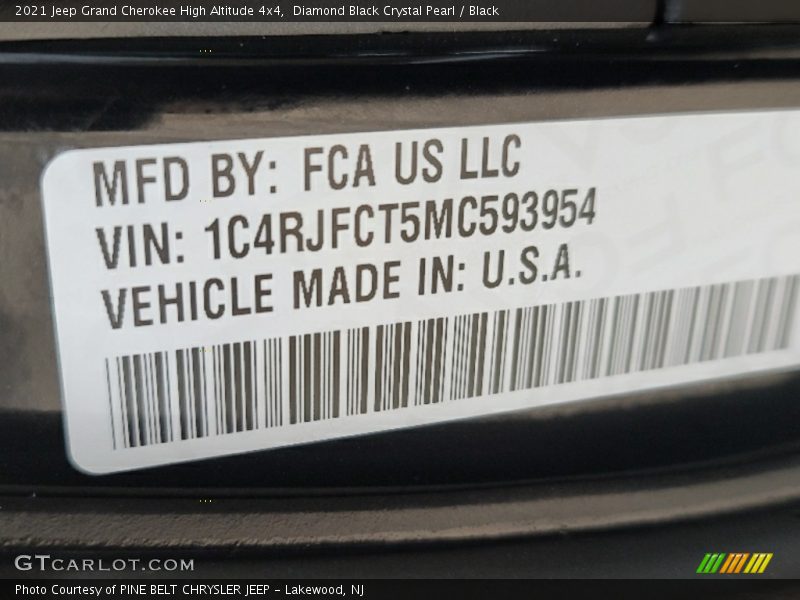 2021 Jeep Grand Cherokee High Altitude 4x4,  Diamond Black Crystal Pearl / Black
MFD BY: FCA US LLC
VIN: 1C4RJFCT5MC593954
VEHICLE MADE IN: U.S.A.
GTCARLOT.COM
Photo Courtesy of PINE BELT CHRYSLER JEEP - Lakewood, NJ